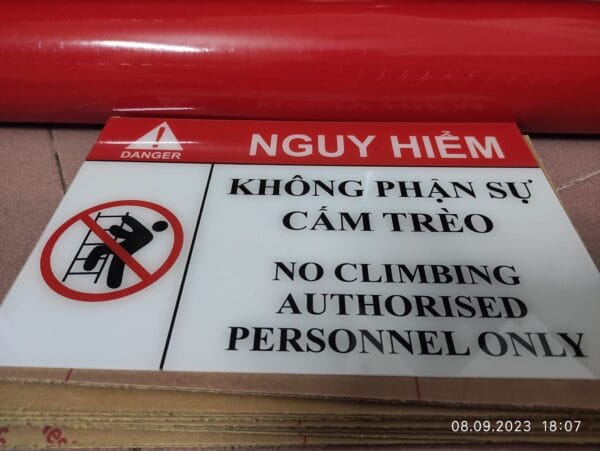 DANGER
NGUY HIỂM
KHÔNG PHẬN SỰ
CẤM TRÈO
NO CLIMBING
AUTHORISED
PERSONNEL ONLY
08.09.2023 18:07